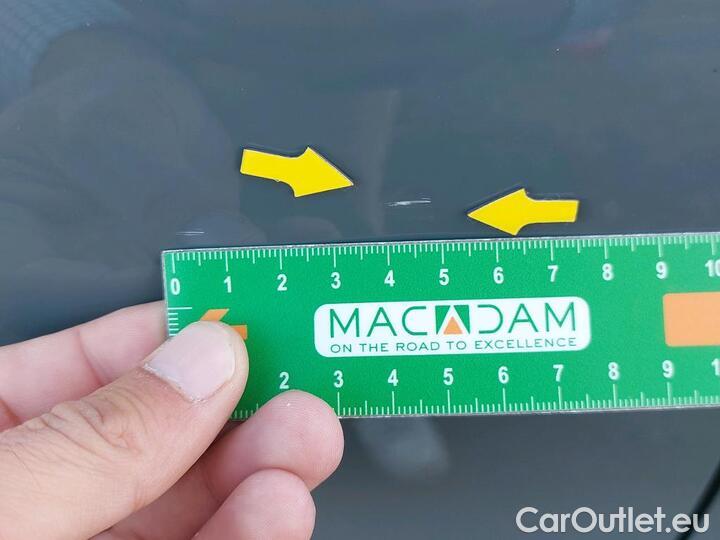 0 1 2 3 4 5 6 7 8 9 10
MACADAM
ON THE ROAD TO EXCELLENCE
2 3 4 5 6 7 8 9
CarOutlet.eu